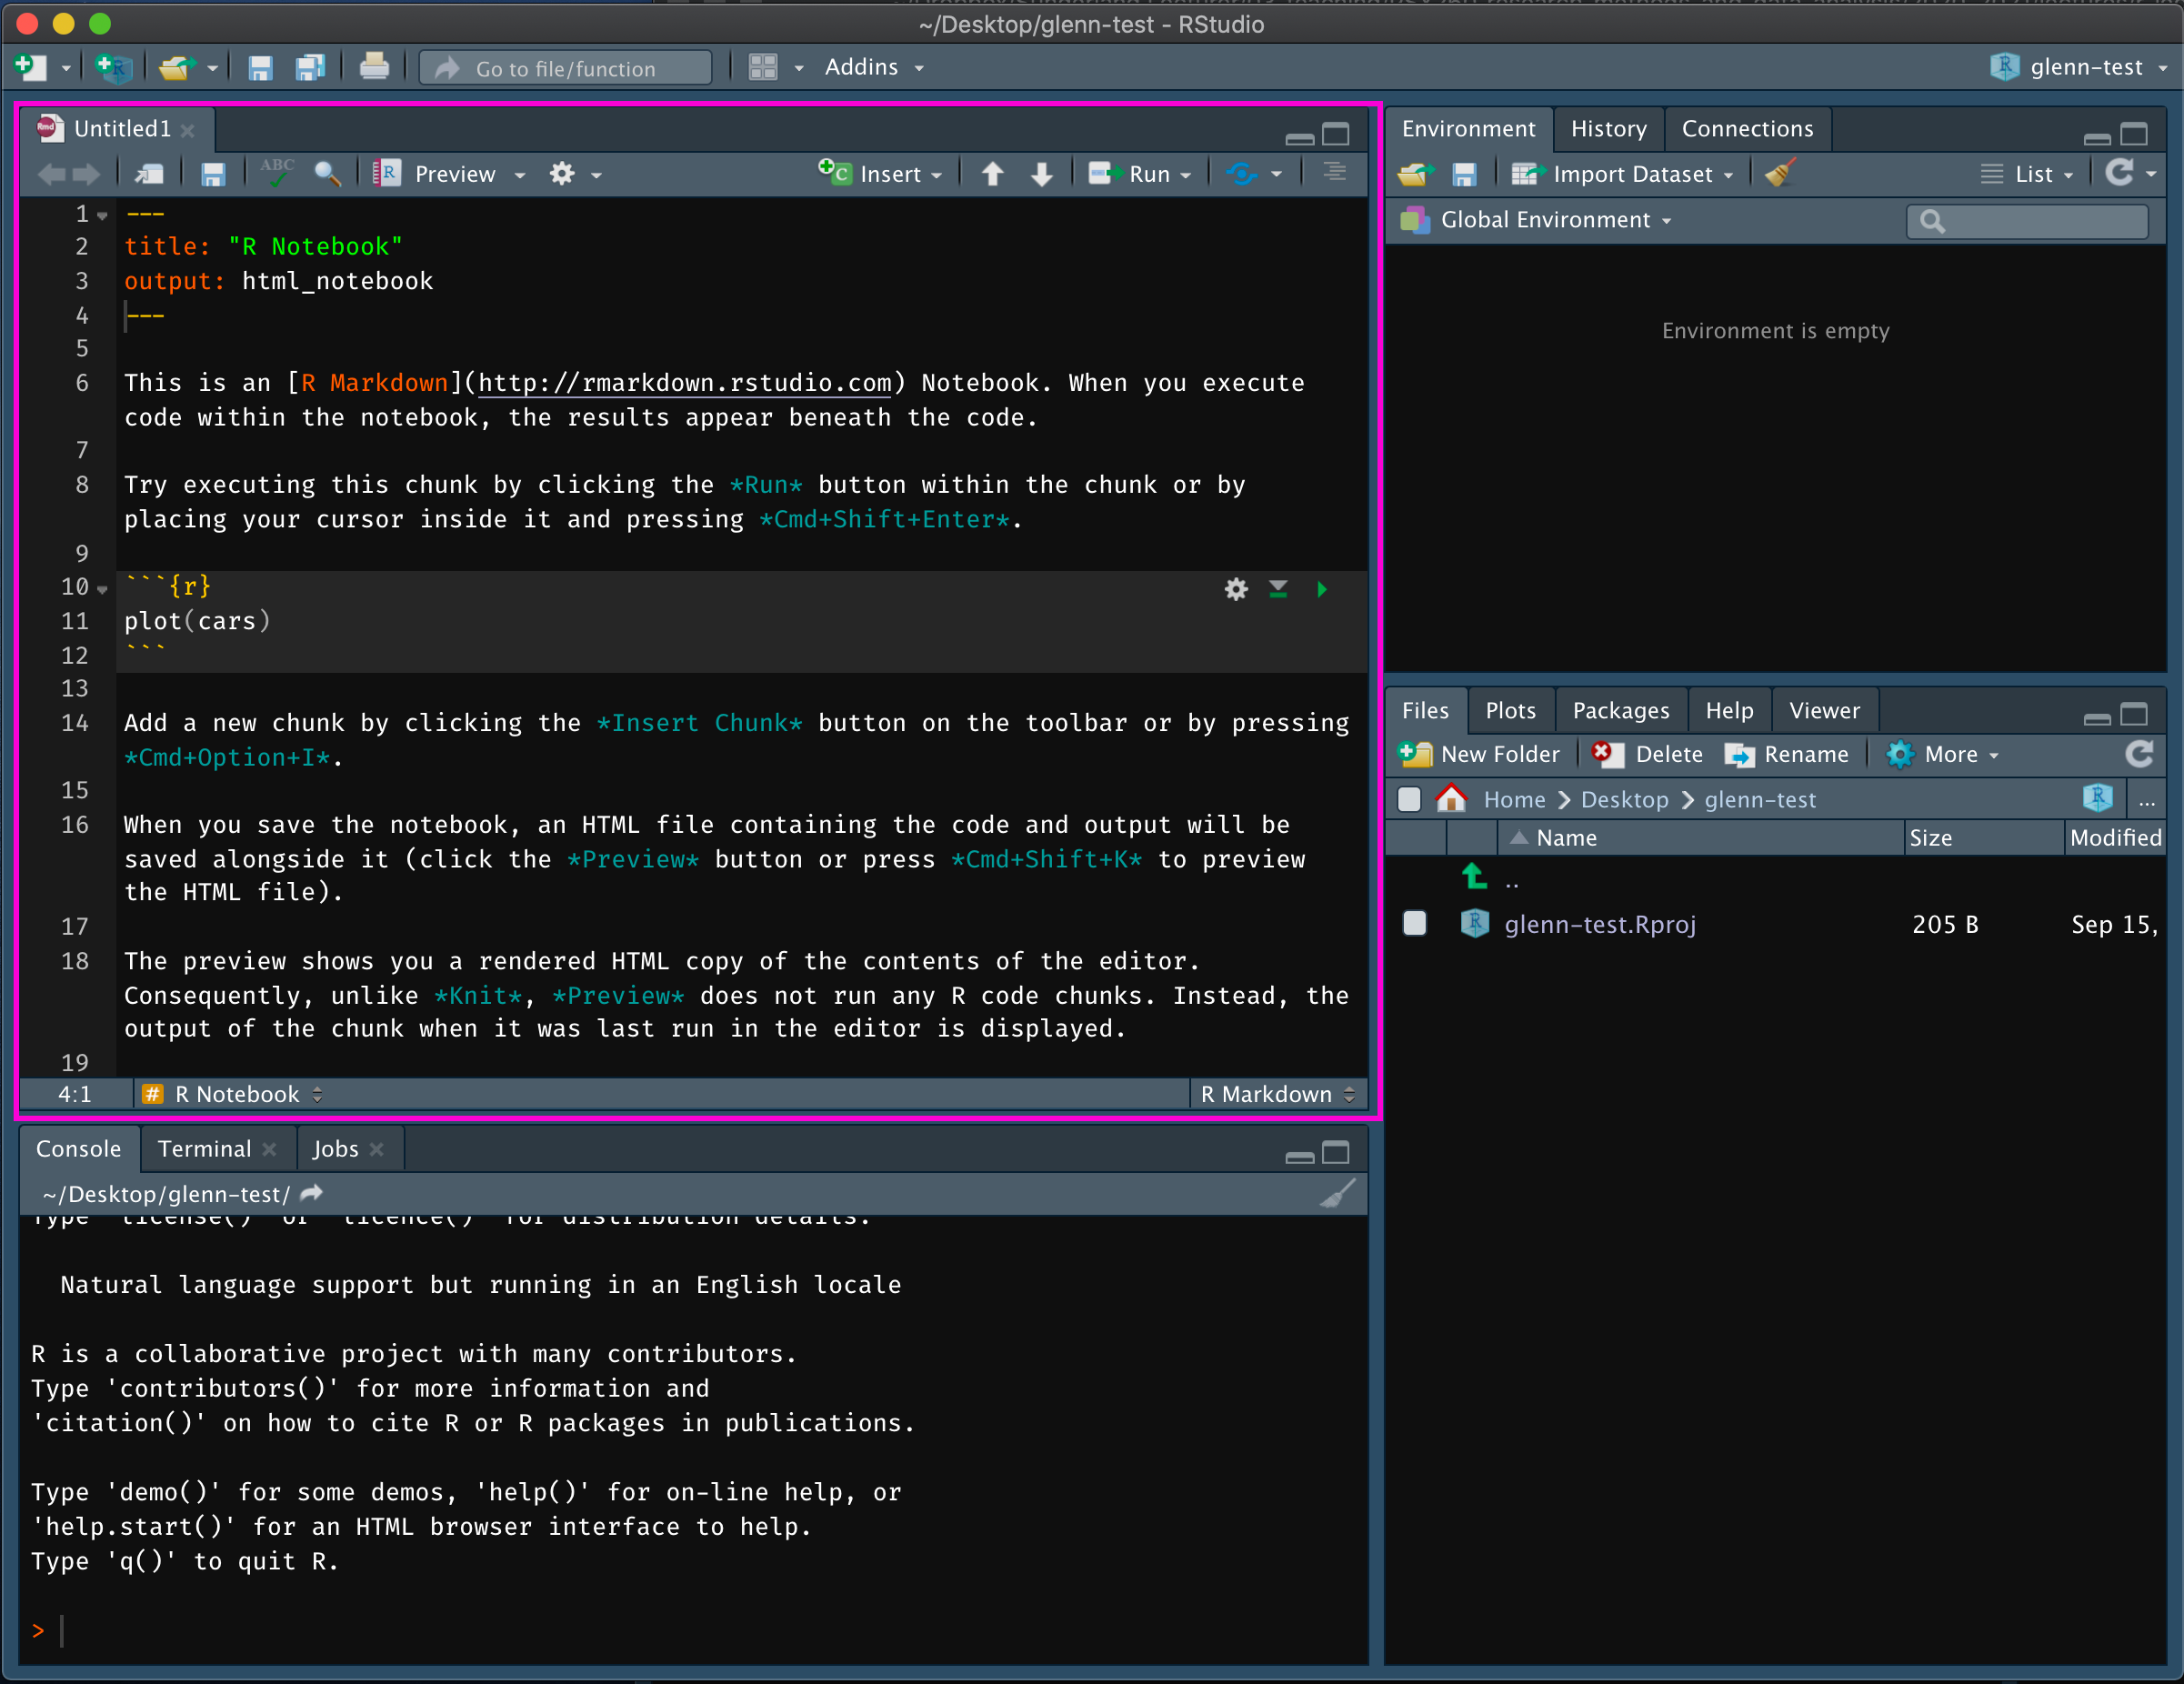 ~/Desktop/glenn-test - RStudio
Go to file/function
Addins
glenn-test
Untitled1
ABC
Preview
Insert
Run
1 ---
2 title: "R Notebook"
3 output: html_notebook
4 ---
5
6 This is an [R Markdown](http://rmarkdown.rstudio.com) Notebook. When you execute
code within the notebook, the results appear beneath the code.
7
8 Try executing this chunk by clicking the *Run* button within the chunk or by
placing your cursor inside it and pressing *Cmd+Shift+Enter*.
9
10 ```{r}
11 plot(cars)
12 ```
13
14 Add a new chunk by clicking the *Insert Chunk* button on the toolbar or by pressing
*Cmd+Option+I*.
15
16 When you save the notebook, an HTML file containing the code and output will be
saved alongside it (click the *Preview* button or press *Cmd+Shift+K* to preview
the HTML file).
17
18 The preview shows you a rendered HTML copy of the contents of the editor.
Consequently, unlike *Knit*, *Preview* does not run any R code chunks. Instead, the
output of the chunk when it was last run in the editor is displayed.
19
4:1 # R Notebook R Markdown
Console Terminal Jobs
~/Desktop/glenn-test/
Type 'license()' or 'licence()' for distribution details.
Natural language support but running in an English locale
R is a collaborative project with many contributors.
Type 'contributors()' for more information and
'citation()' on how to cite R or R packages in publications.
Type 'demo()' for some demos, 'help()' for on-line help, or
'help.start()' for an HTML browser interface to help.
Type 'q()' to quit R.
>
Environment History Connections
Import Dataset List
Global Environment
Environment is empty
Files Plots Packages Help Viewer
New Folder Delete Rename More
Home Desktop glenn-test ...
Name Size Modified
..
glenn-test.Rproj 205 B Sep 15,